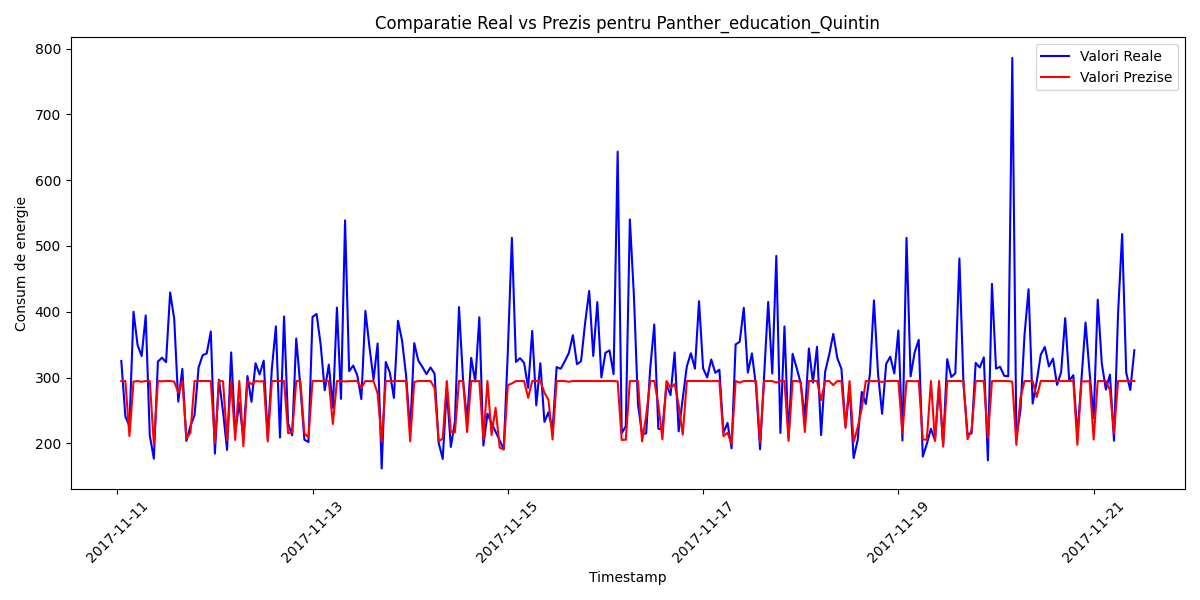 Comparatie Real vs Prezis pentru Panther_education_Quintin
Valori Reale
Valori Prezise
Consum de energie
800
700
600
500
400
300
200
2017-11-11
2017-11-13
2017-11-15
2017-11-17
2017-11-19
2017-11-21
Timestamp